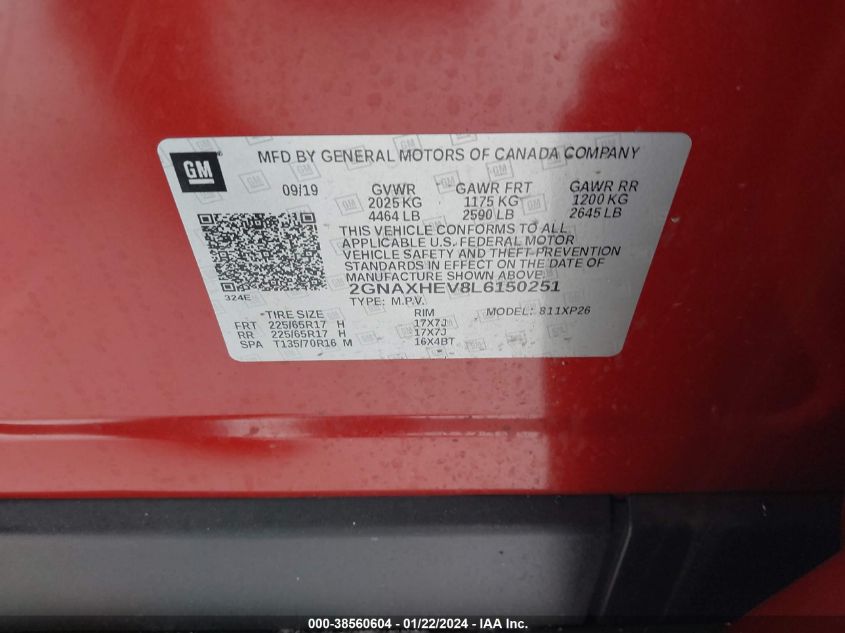 GM
MFD BY GENERAL MOTORS OF CANADA COMPANY
09/19 GVWR GAWR FRT GAWR RR
2025 KG 1175 KG 1200 KG
4464 LB 2590 LB 2645 LB
THIS VEHICLE CONFORMS TO ALL
APPLICABLE U.S. FEDERAL MOTOR
VEHICLE SAFETY AND THEFT PREVENTION
STANDARDS IN EFFECT ON THE DATE OF
MANUFACTURE SHOWN ABOVE.
324E 2GNAXHEV8L6150251
TYPE: M.P.V. MODEL: 811XP26
TIRE SIZE RIM
FRT 225/65R17 H 17X7J
RR 225/65R17 H 17X7J
SPA T135/70R16 M 16X4BT
000-38560604 - 01/22/2024 - IAA Inc.